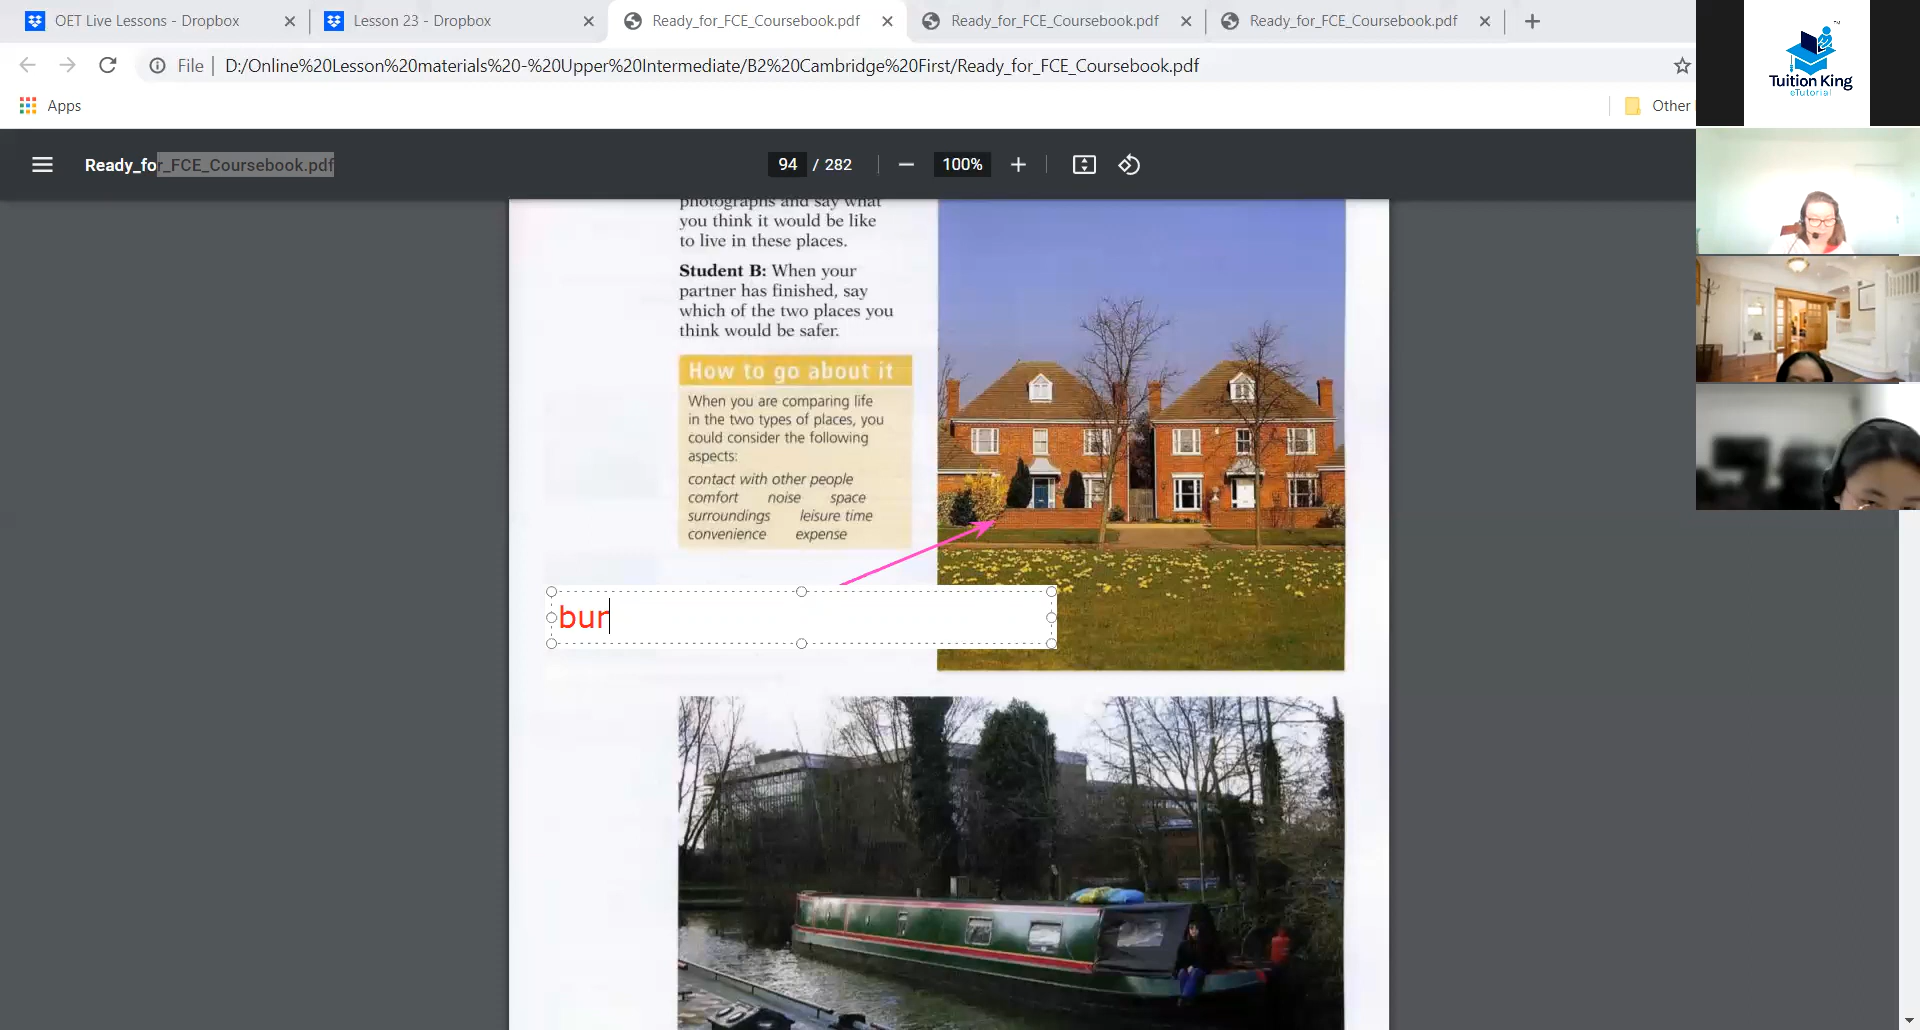 OET Live Lessons - Dropbox
Lesson 23 - Dropbox
Ready_for_FCE_Coursebook.pdf
Ready_for_FCE_Coursebook.pdf
Ready_for_FCE_Coursebook.pdf
File
D:/Online%20Lesson%20materials%20-%20Upper%20Intermediate/B2%20Cambridge%20First/Ready_for_FCE_Coursebook.pdf
Apps
Other
Tuition King
eTutorial
TM
Ready_for_FCE_Coursebook.pdf
94 / 282
100%
photographs and say what
you think it would be like
to live in these places.
Student B: When your
partner has finished, say
which of the two places you
think would be safer.
How to go about it
When you are comparing life
in the two types of places, you
could consider the following
aspects:
contact with other people
comfort noise space
surroundings leisure time
convenience expense
bur